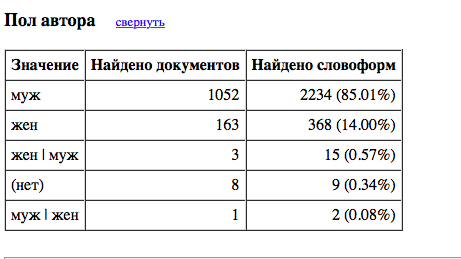 Пол автора свернуть
Значение Найдено документов Найдено словоформ
муж 1052 2234 (85.01%)
жен 163 368 (14.00%)
жен | муж 3 15 (0.57%)
(нет) 8 9 (0.34%)
муж | жен 1 2 (0.08%)